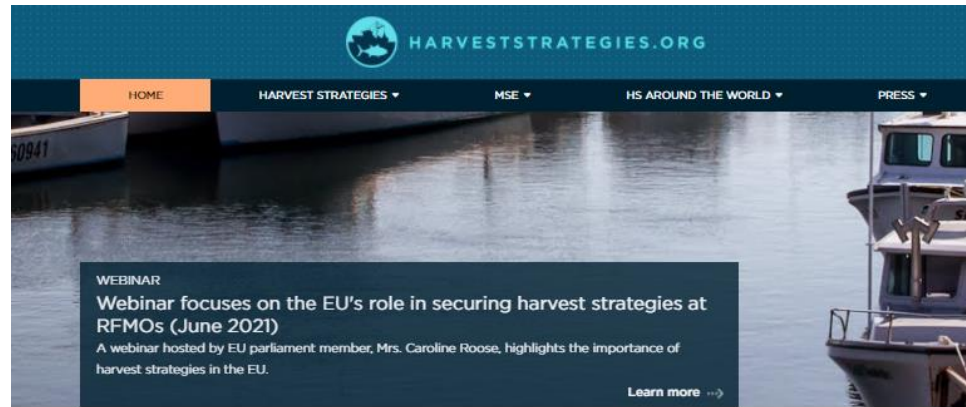 HARVESTSTRATEGIES.ORG
HOME HARVEST STRATEGIES MSE HS AROUND THE WORLD PRESS
60941
WEBINAR
Webinar focuses on the EU's role in securing harvest strategies at
RFMOs (June 2021)
A webinar hosted by EU parliament member, Mrs. Caroline Roose, highlights the importance of
harvest strategies in the EU.
Learn more